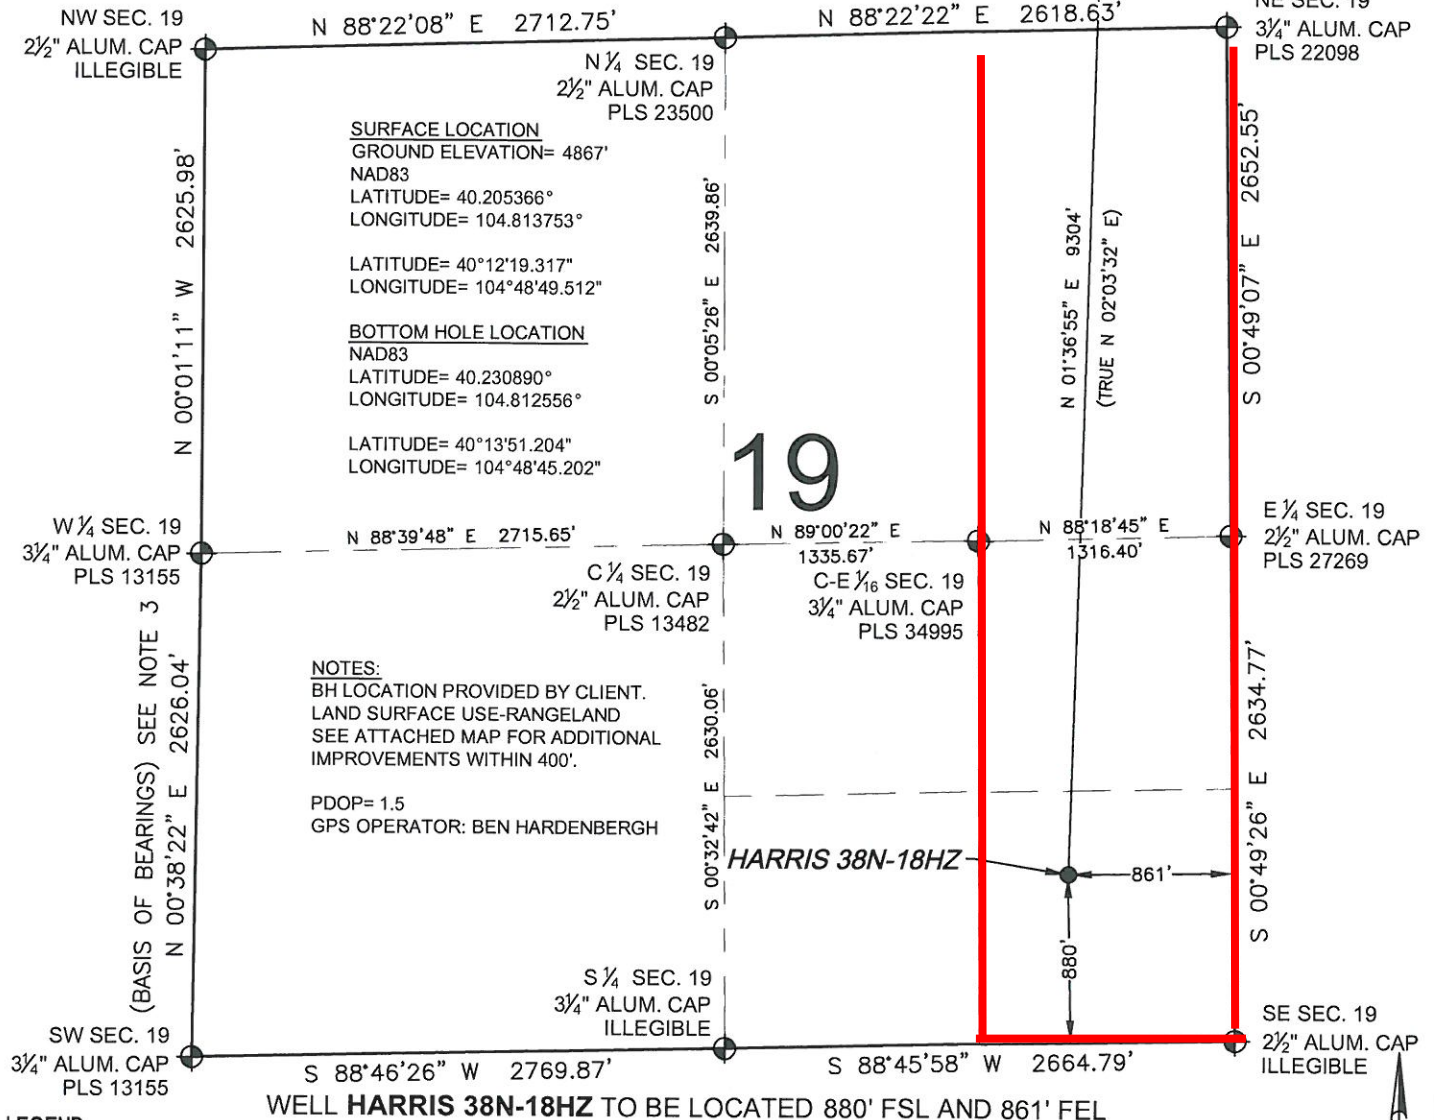 NW SEC. 19
2½" ALUM. CAP
ILLEGIBLE
N 88°22'08" E 2712.75'
N 88°22'22" E 2618.63'
NE SEC. 19
3¼" ALUM. CAP
PLS 22098
N ¼ SEC. 19
2½" ALUM. CAP
PLS 23500
SURFACE LOCATION
GROUND ELEVATION= 4867'
NAD83
LATITUDE= 40.205366°
LONGITUDE= 104.813753°
LATITUDE= 40°12'19.317"
LONGITUDE= 104°48'49.512"
BOTTOM HOLE LOCATION
NAD83
LATITUDE= 40.230890°
LONGITUDE= 104.812556°
LATITUDE= 40°13'51.204"
LONGITUDE= 104°48'45.202"
N 00°01'11" W 2625.98'
S 00°05'26" E 2639.86'
N 01°36'55" E 9304'
(TRUE N 02°03'32" E)
S 00°49'07" E 2652.55'
19
W ¼ SEC. 19
3¼" ALUM. CAP
PLS 13155
N 88°39'48" E 2715.65'
N 89°00'22" E
1335.67'
N 88°18'45" E
1316.40'
E ¼ SEC. 19
2½" ALUM. CAP
PLS 27269
C ¼ SEC. 19
2½" ALUM. CAP
PLS 13482
C-E 1/16 SEC. 19
3¼" ALUM. CAP
PLS 34995
NOTES:
BH LOCATION PROVIDED BY CLIENT.
LAND SURFACE USE-RANGELAND
SEE ATTACHED MAP FOR ADDITIONAL
IMPROVEMENTS WITHIN 400'.
PDOP= 1.5
GPS OPERATOR: BEN HARDENBERGH
(BASIS OF BEARINGS) SEE NOTE 3
N 00°38'22" E 2626.04'
S 00°32'42" E 2630.06'
S 00°49'26" E 2634.77'
HARRIS 38N-18HZ
861'
880'
S ¼ SEC. 19
3¼" ALUM. CAP
ILLEGIBLE
SW SEC. 19
3¼" ALUM. CAP
PLS 13155
SE SEC. 19
2½" ALUM. CAP
ILLEGIBLE
S 88°46'26" W 2769.87'
S 88°45'58" W 2664.79'
WELL HARRIS 38N-18HZ TO BE LOCATED 880' FSL AND 861' FEL
LEGEND